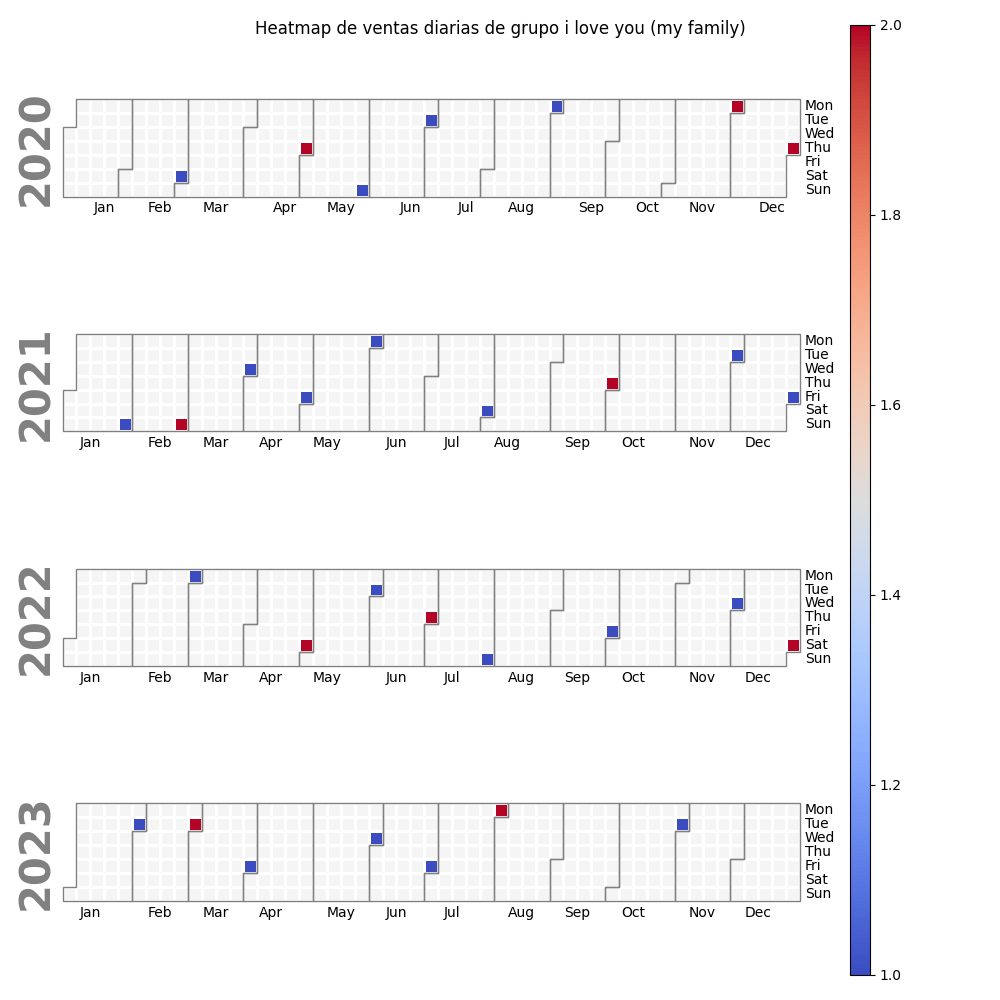 Heatmap de ventas diarias de grupo i love you (my family)
2.0
1.8
1.6
1.4
1.2
1.0
2020
Mon
Tue
Wed
Thu
Fri
Sat
Sun
Jan Feb Mar Apr May Jun Jul Aug Sep Oct Nov Dec
2021
Mon
Tue
Wed
Thu
Fri
Sat
Sun
Jan Feb Mar Apr May Jun Jul Aug Sep Oct Nov Dec
2022
Mon
Tue
Wed
Thu
Fri
Sat
Sun
Jan Feb Mar Apr May Jun Jul Aug Sep Oct Nov Dec
2023
Mon
Tue
Wed
Thu
Fri
Sat
Sun
Jan Feb Mar Apr May Jun Jul Aug Sep Oct Nov Dec